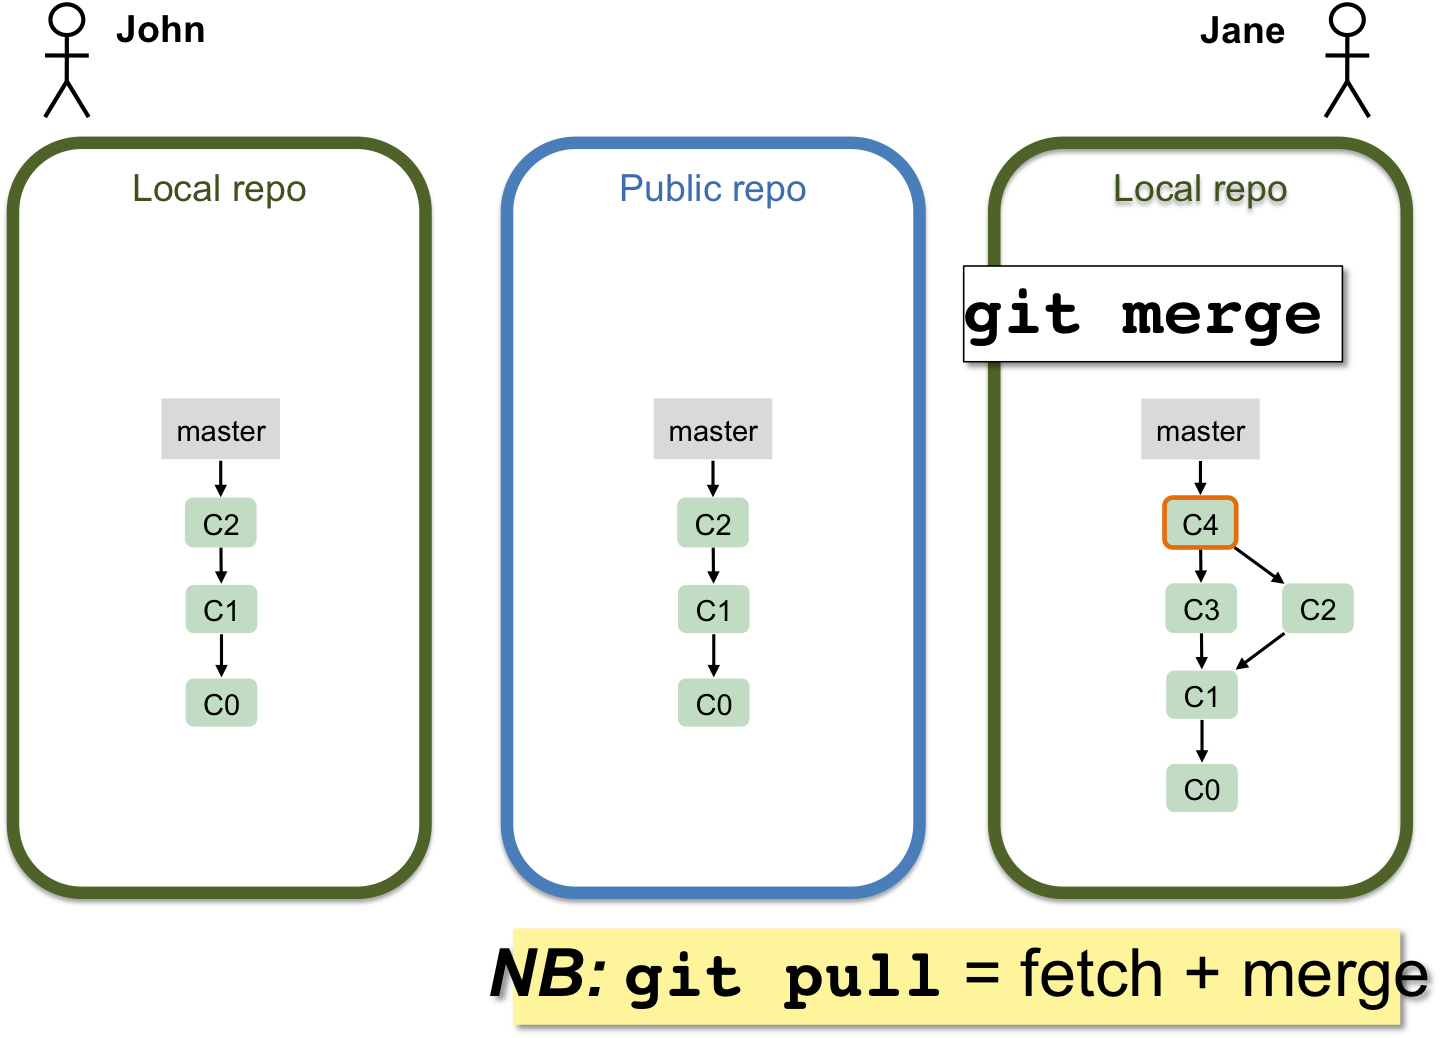 John
Jane
Local repo
Public repo
Local repo
git merge
master
C2
C1
C0
master
C2
C1
C0
master
C4
C3
C2
C1
C0
NB: git pull = fetch + merge